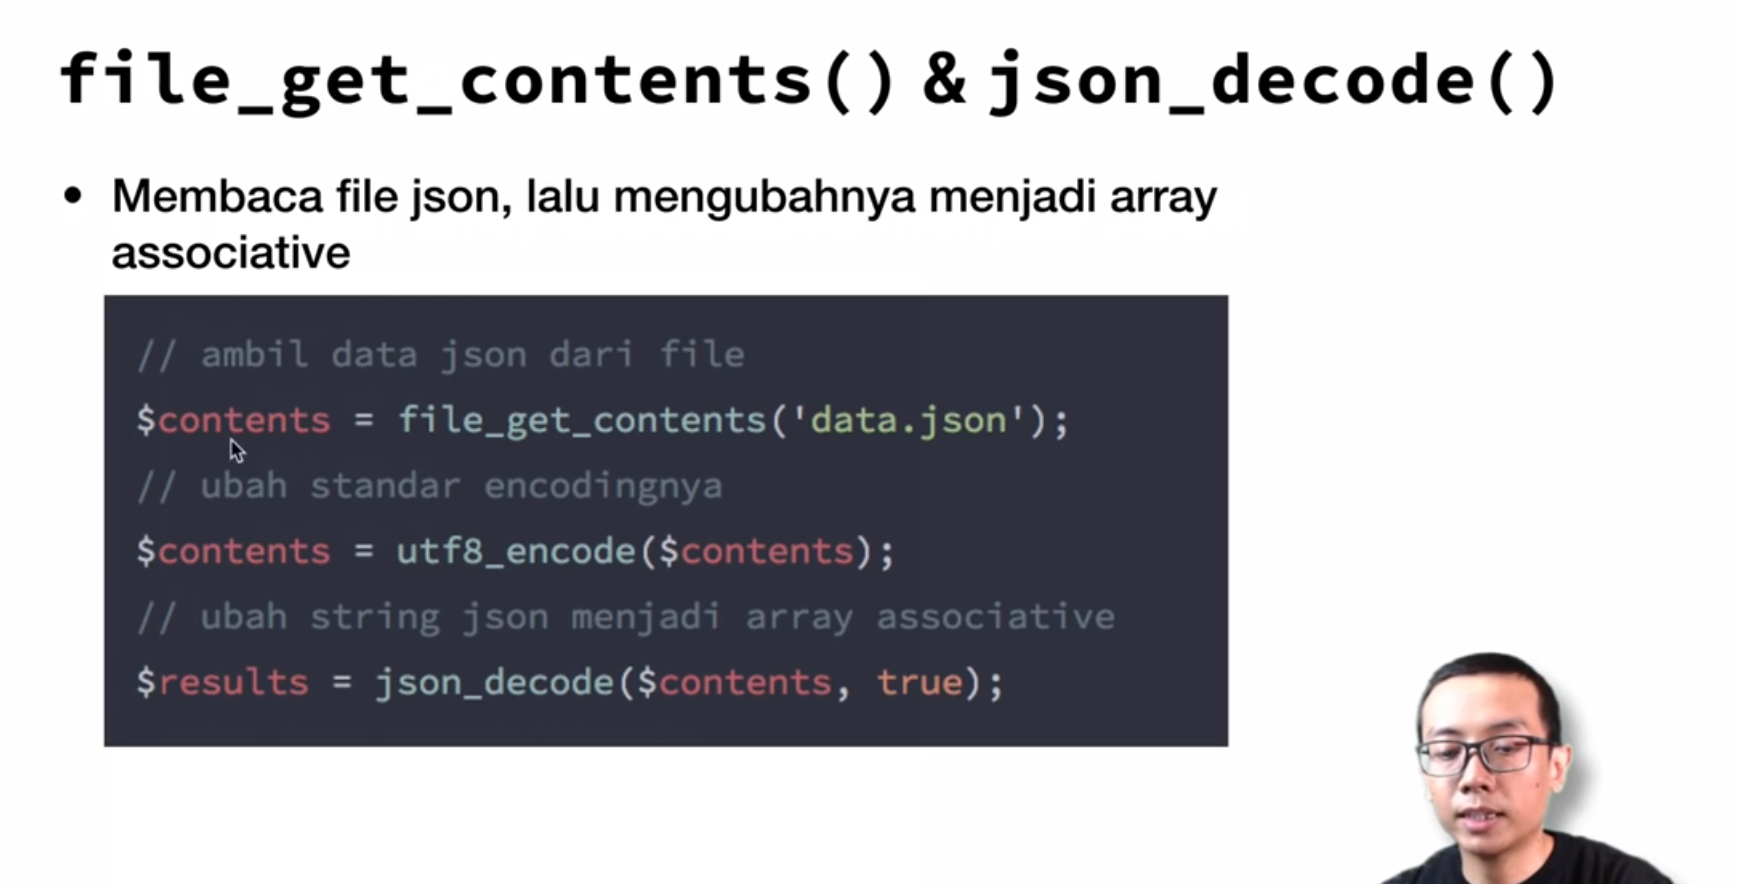 file_get_contents() & json_decode()
• Membaca file json, lalu mengubahnya menjadi array
associative
// ambil data json dari file
$contents = file_get_contents('data.json');
// ubah standar encodingnya
$contents = utf8_encode($contents);
// ubah string json menjadi array associative
$results = json_decode($contents, true);